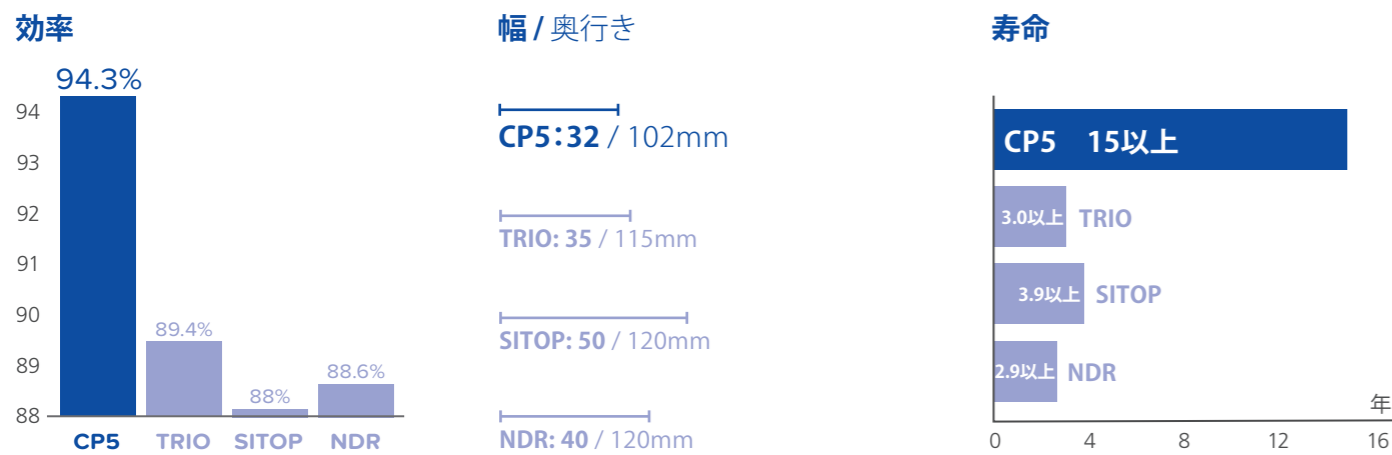 効率
94.3%
94
93
92
91
90
89
88
89.4%
88%
88.6%
CP5 TRIO SITOP NDR
幅 / 奥行き
CP5：32 / 102mm
TRIO: 35 / 115mm
SITOP: 50 / 120mm
NDR: 40 / 120mm
寿命
CP5 15以上
3.0以上 TRIO
3.9以上 SITOP
2.9以上 NDR
年
0 4 8 12 16